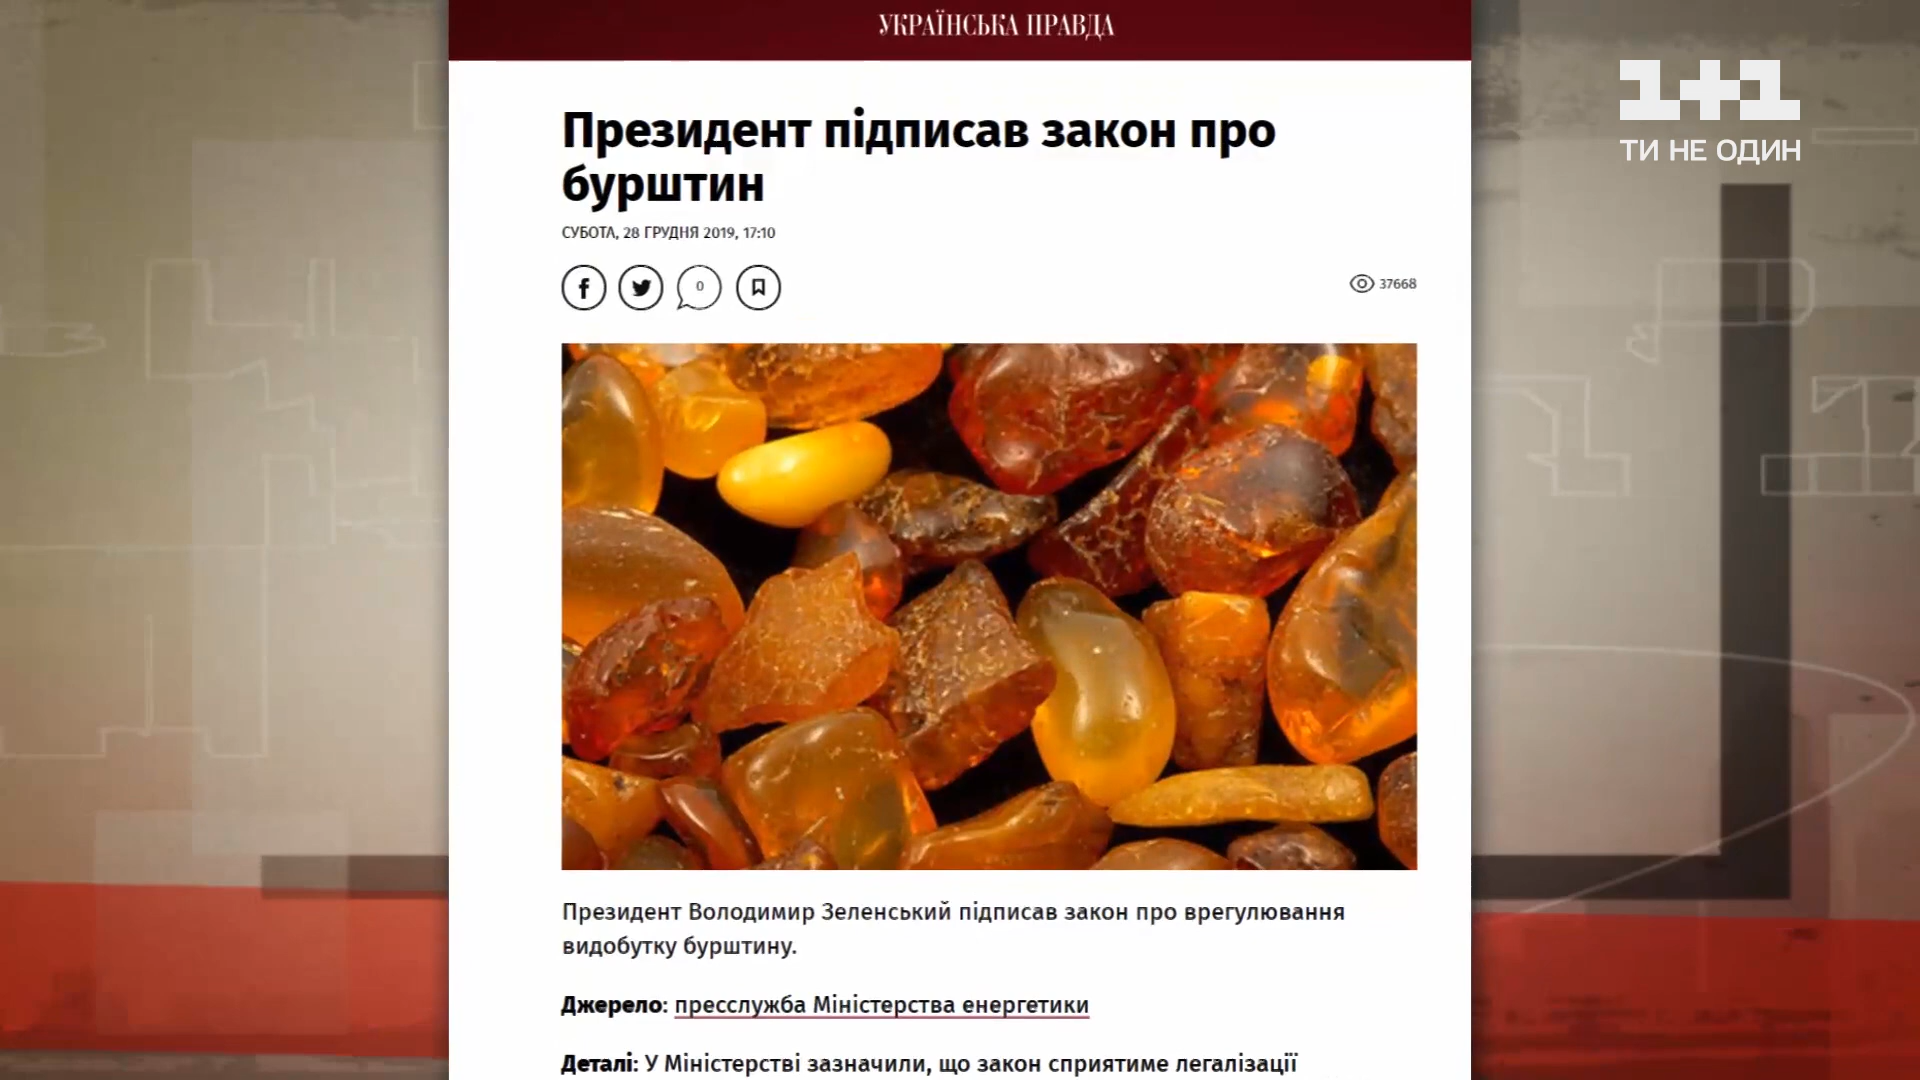 УКРАЇНСЬКА ПРАВДА
1+1
ТИ НЕ ОДИН
Президент підписав закон про
бурштин
СУБОТА, 28 ГРУДНЯ 2019, 17:10
0
37668
Президент Володимир Зеленський підписав закон про врегулювання
видобутку бурштину.
Джерело: пресслужба Міністерства енергетики
Деталі: У Міністерстві зазначили, що закон сприятиме легалізації